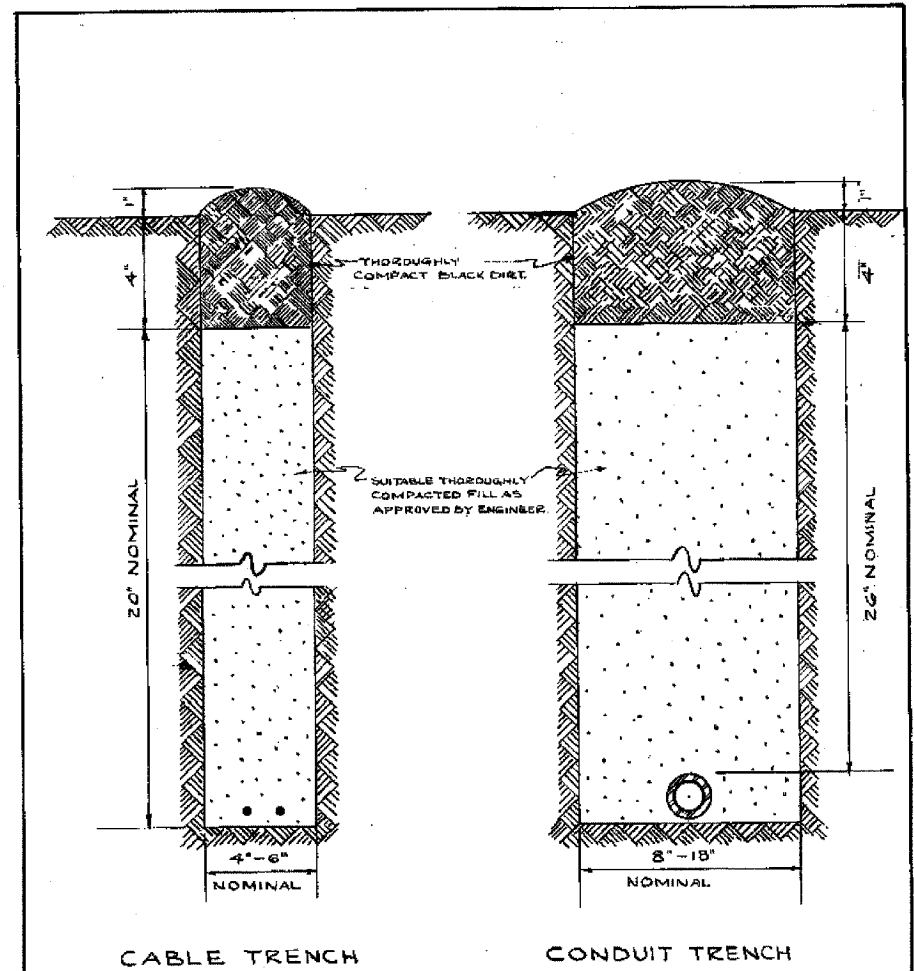 1"
4"
THOROUGHLY
COMPACT BLACK DIRT.
1"
4"
20" NOMINAL
SUITABLE THOROUGHLY
COMPACTED FILL AS
APPROVED BY ENGINEER.
26" NOMINAL
4"-6"
NOMINAL
8"-18"
NOMINAL
CABLE TRENCH
CONDUIT TRENCH